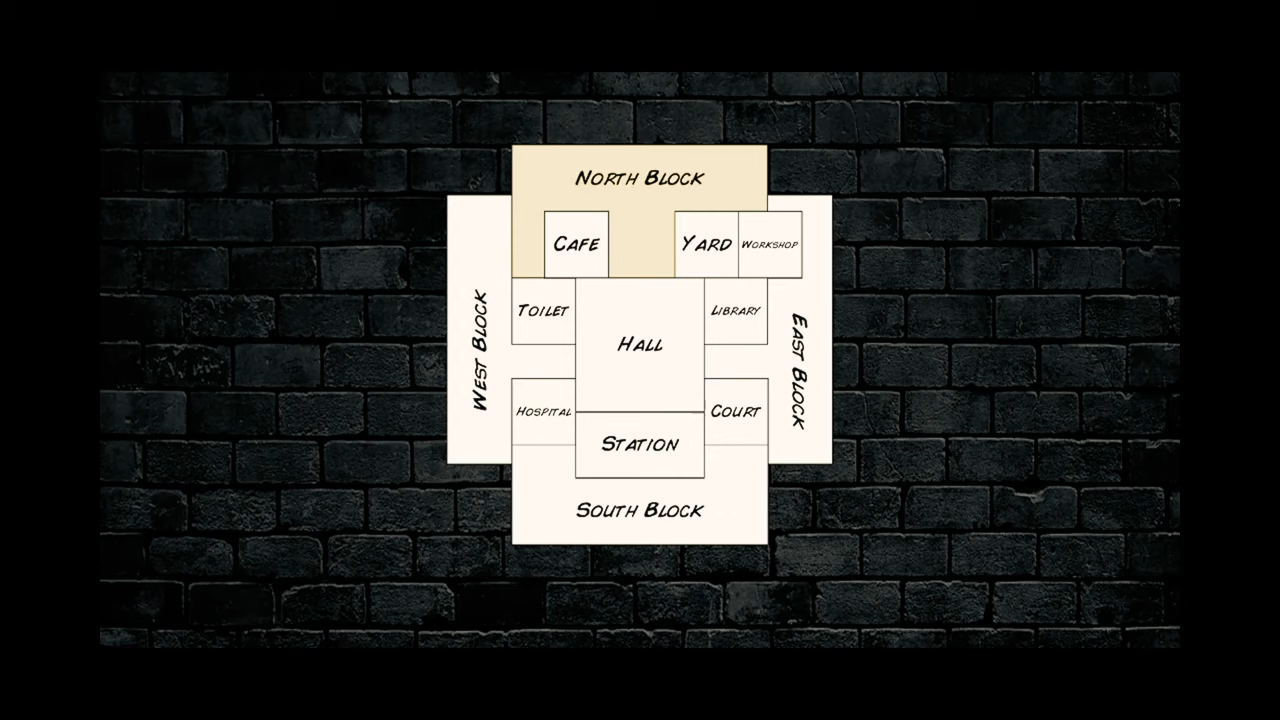 NORTH BLOCK
CAFE
YARD
WORKSHOP
TOILET
LIBRARY
WEST BLOCK
HALL
EAST BLOCK
HOSPITAL
COURT
STATION
SOUTH BLOCK